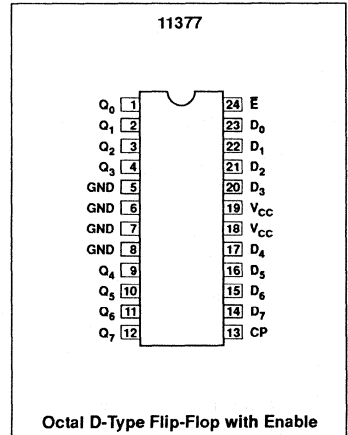 11377
Q0 1 24 E̅
Q1 2 23 D0
Q2 3 22 D1
Q3 4 21 D2
GND 5 20 D3
GND 6 19 VCC
GND 7 18 VCC
GND 8 17 D4
Q4 9 16 D5
Q5 10 15 D6
Q6 11 14 D7
Q7 12 13 CP
Octal D-Type Flip-Flop with Enable